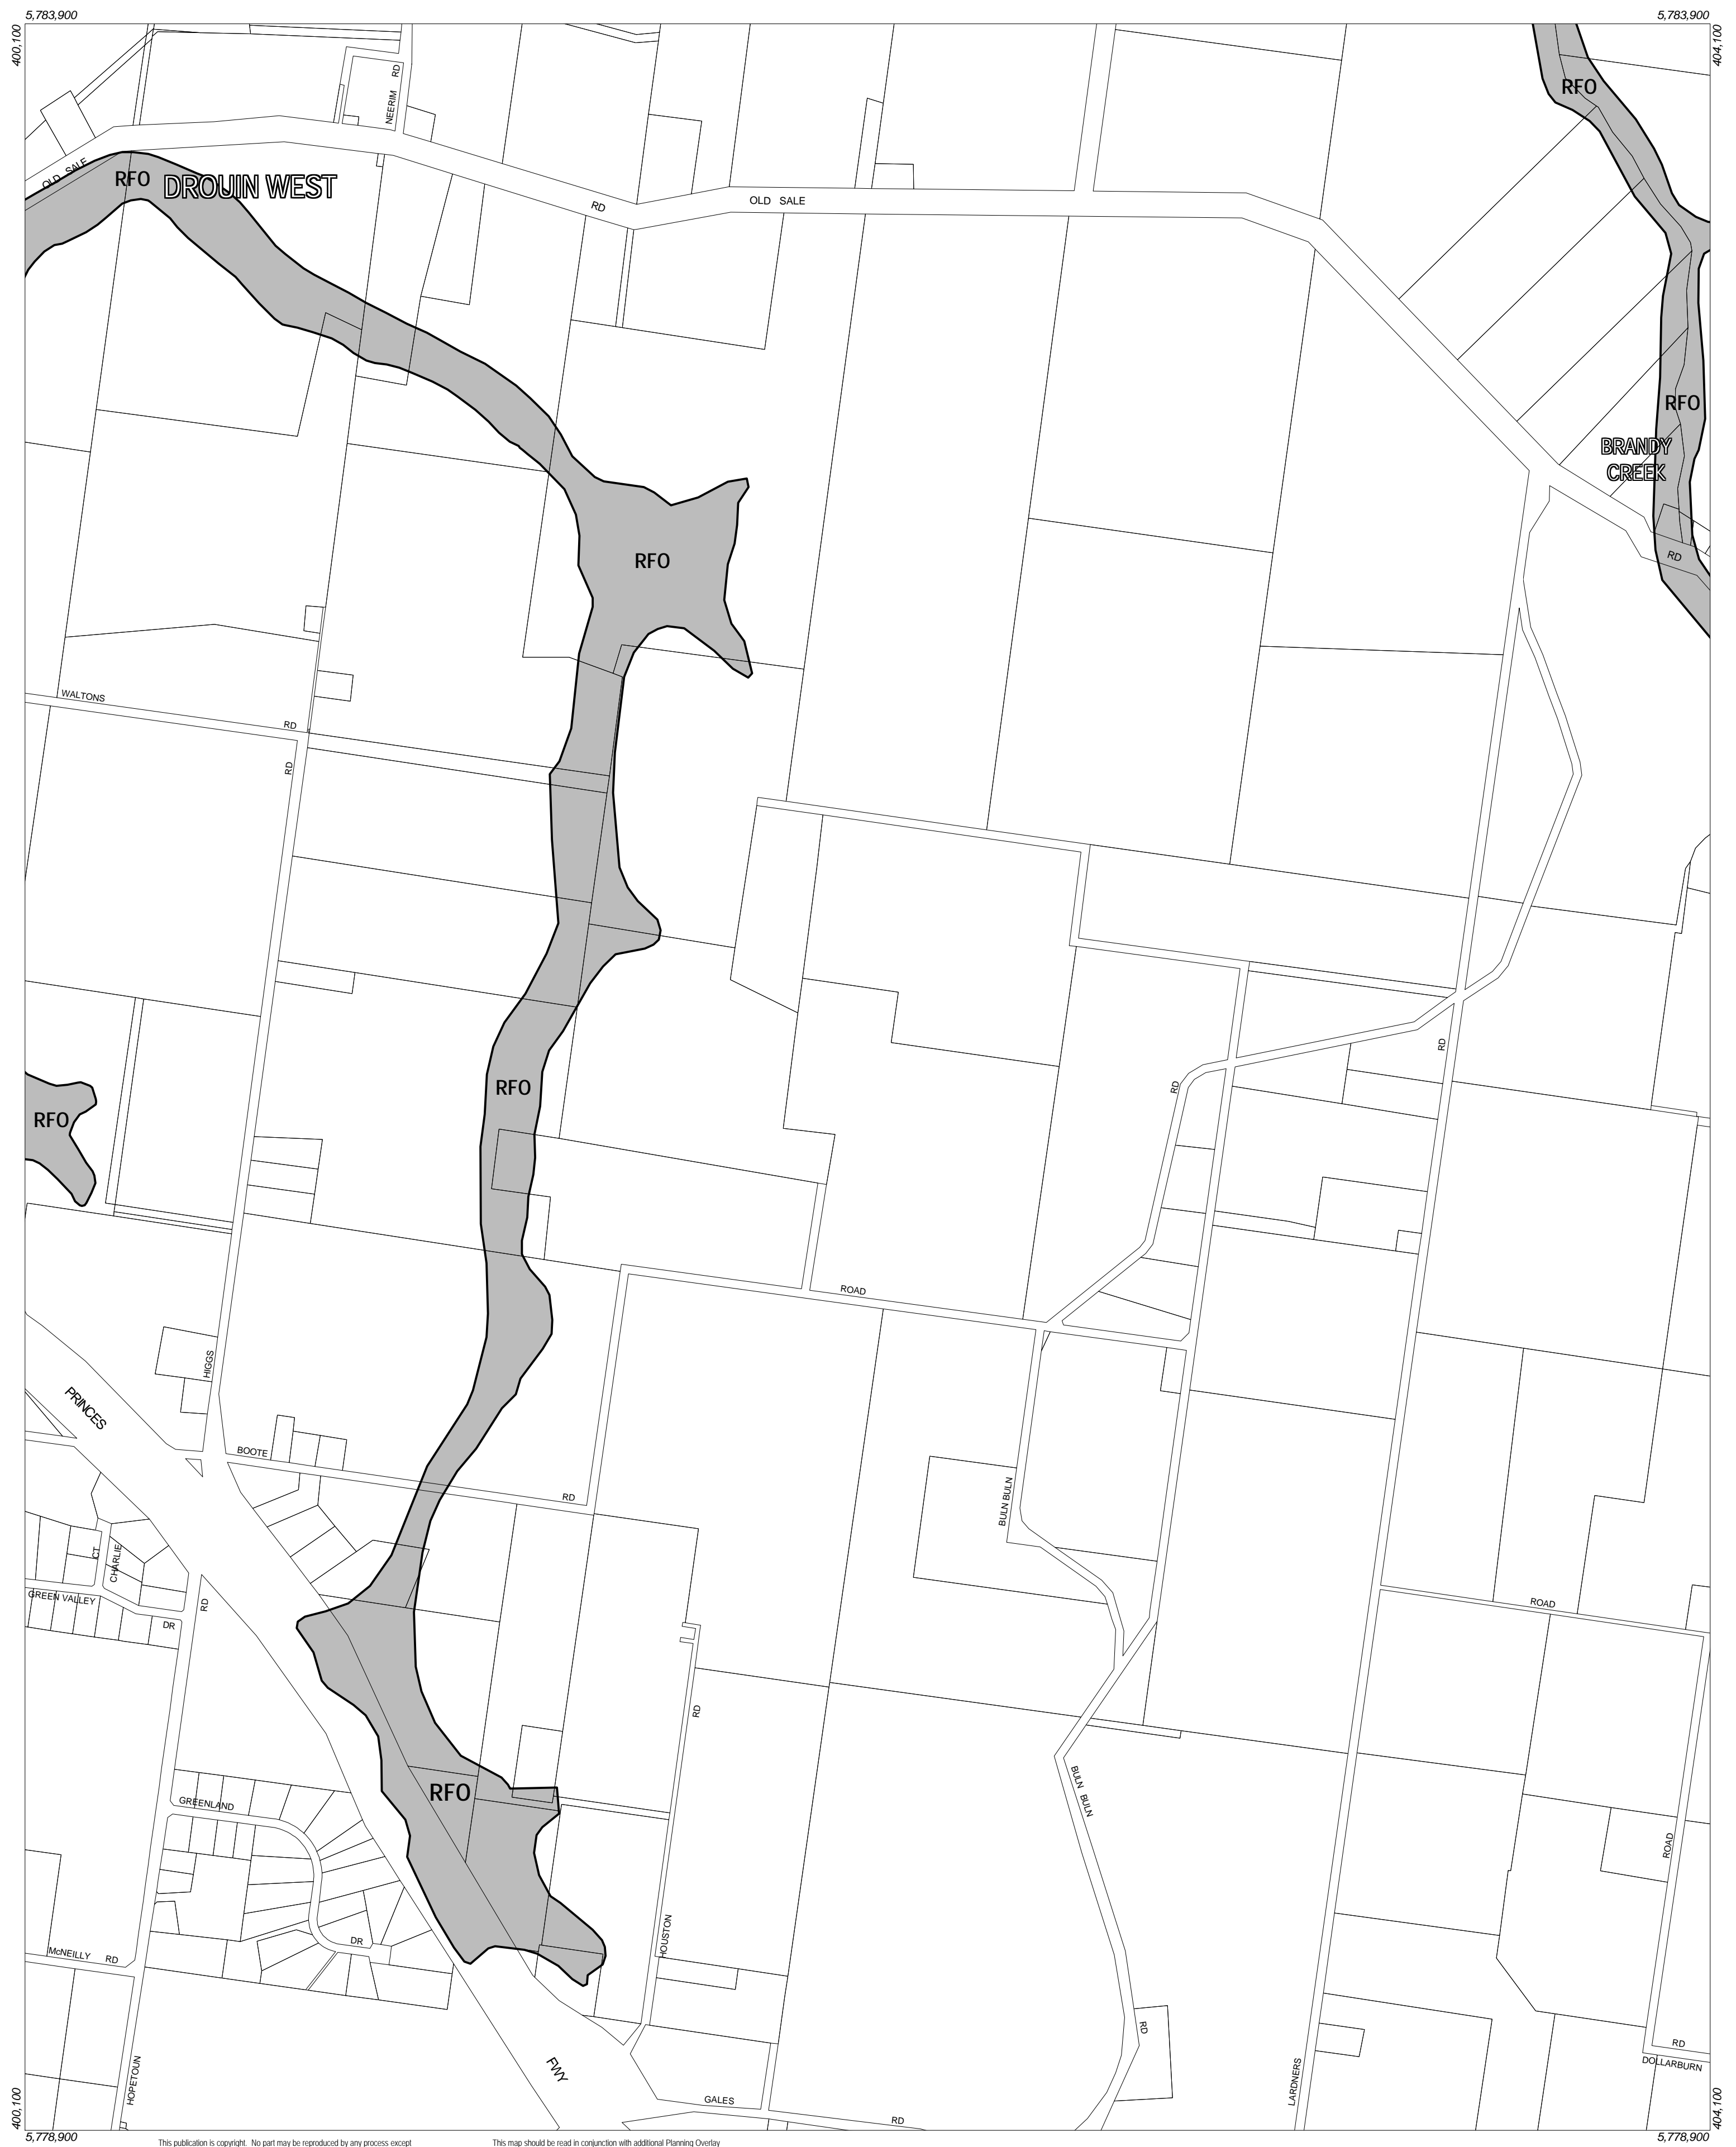 5,783,900
5,783,900
400,100
404,100
NEERIM RD
RFO
OLD SALE
RFO
DROUIN WEST
RD
OLD SALE
RFO
BRANDY
CREEK
RD
RFO
WALTONS
RD
RD
RD
RD
RFO
RFO
ROAD
HIGGS
PRINCES
BOOTE
RD
BULN BULN
CT
CHARLIE
GREEN VALLEY
DR
RD
ROAD
RD
RFO
GREENLAND
BULN BULN
ROAD
HOUSTON
DR
McNEILLY RD
RD
RD
DOLLARBURN
FWY
HOPETOUN
LARDNERS
GALES
RD
400,100
404,100
5,778,900
5,778,900
This publication is copyright. No part may be reproduced by any process except
This map should be read in conjunction with additional Planning Overlay